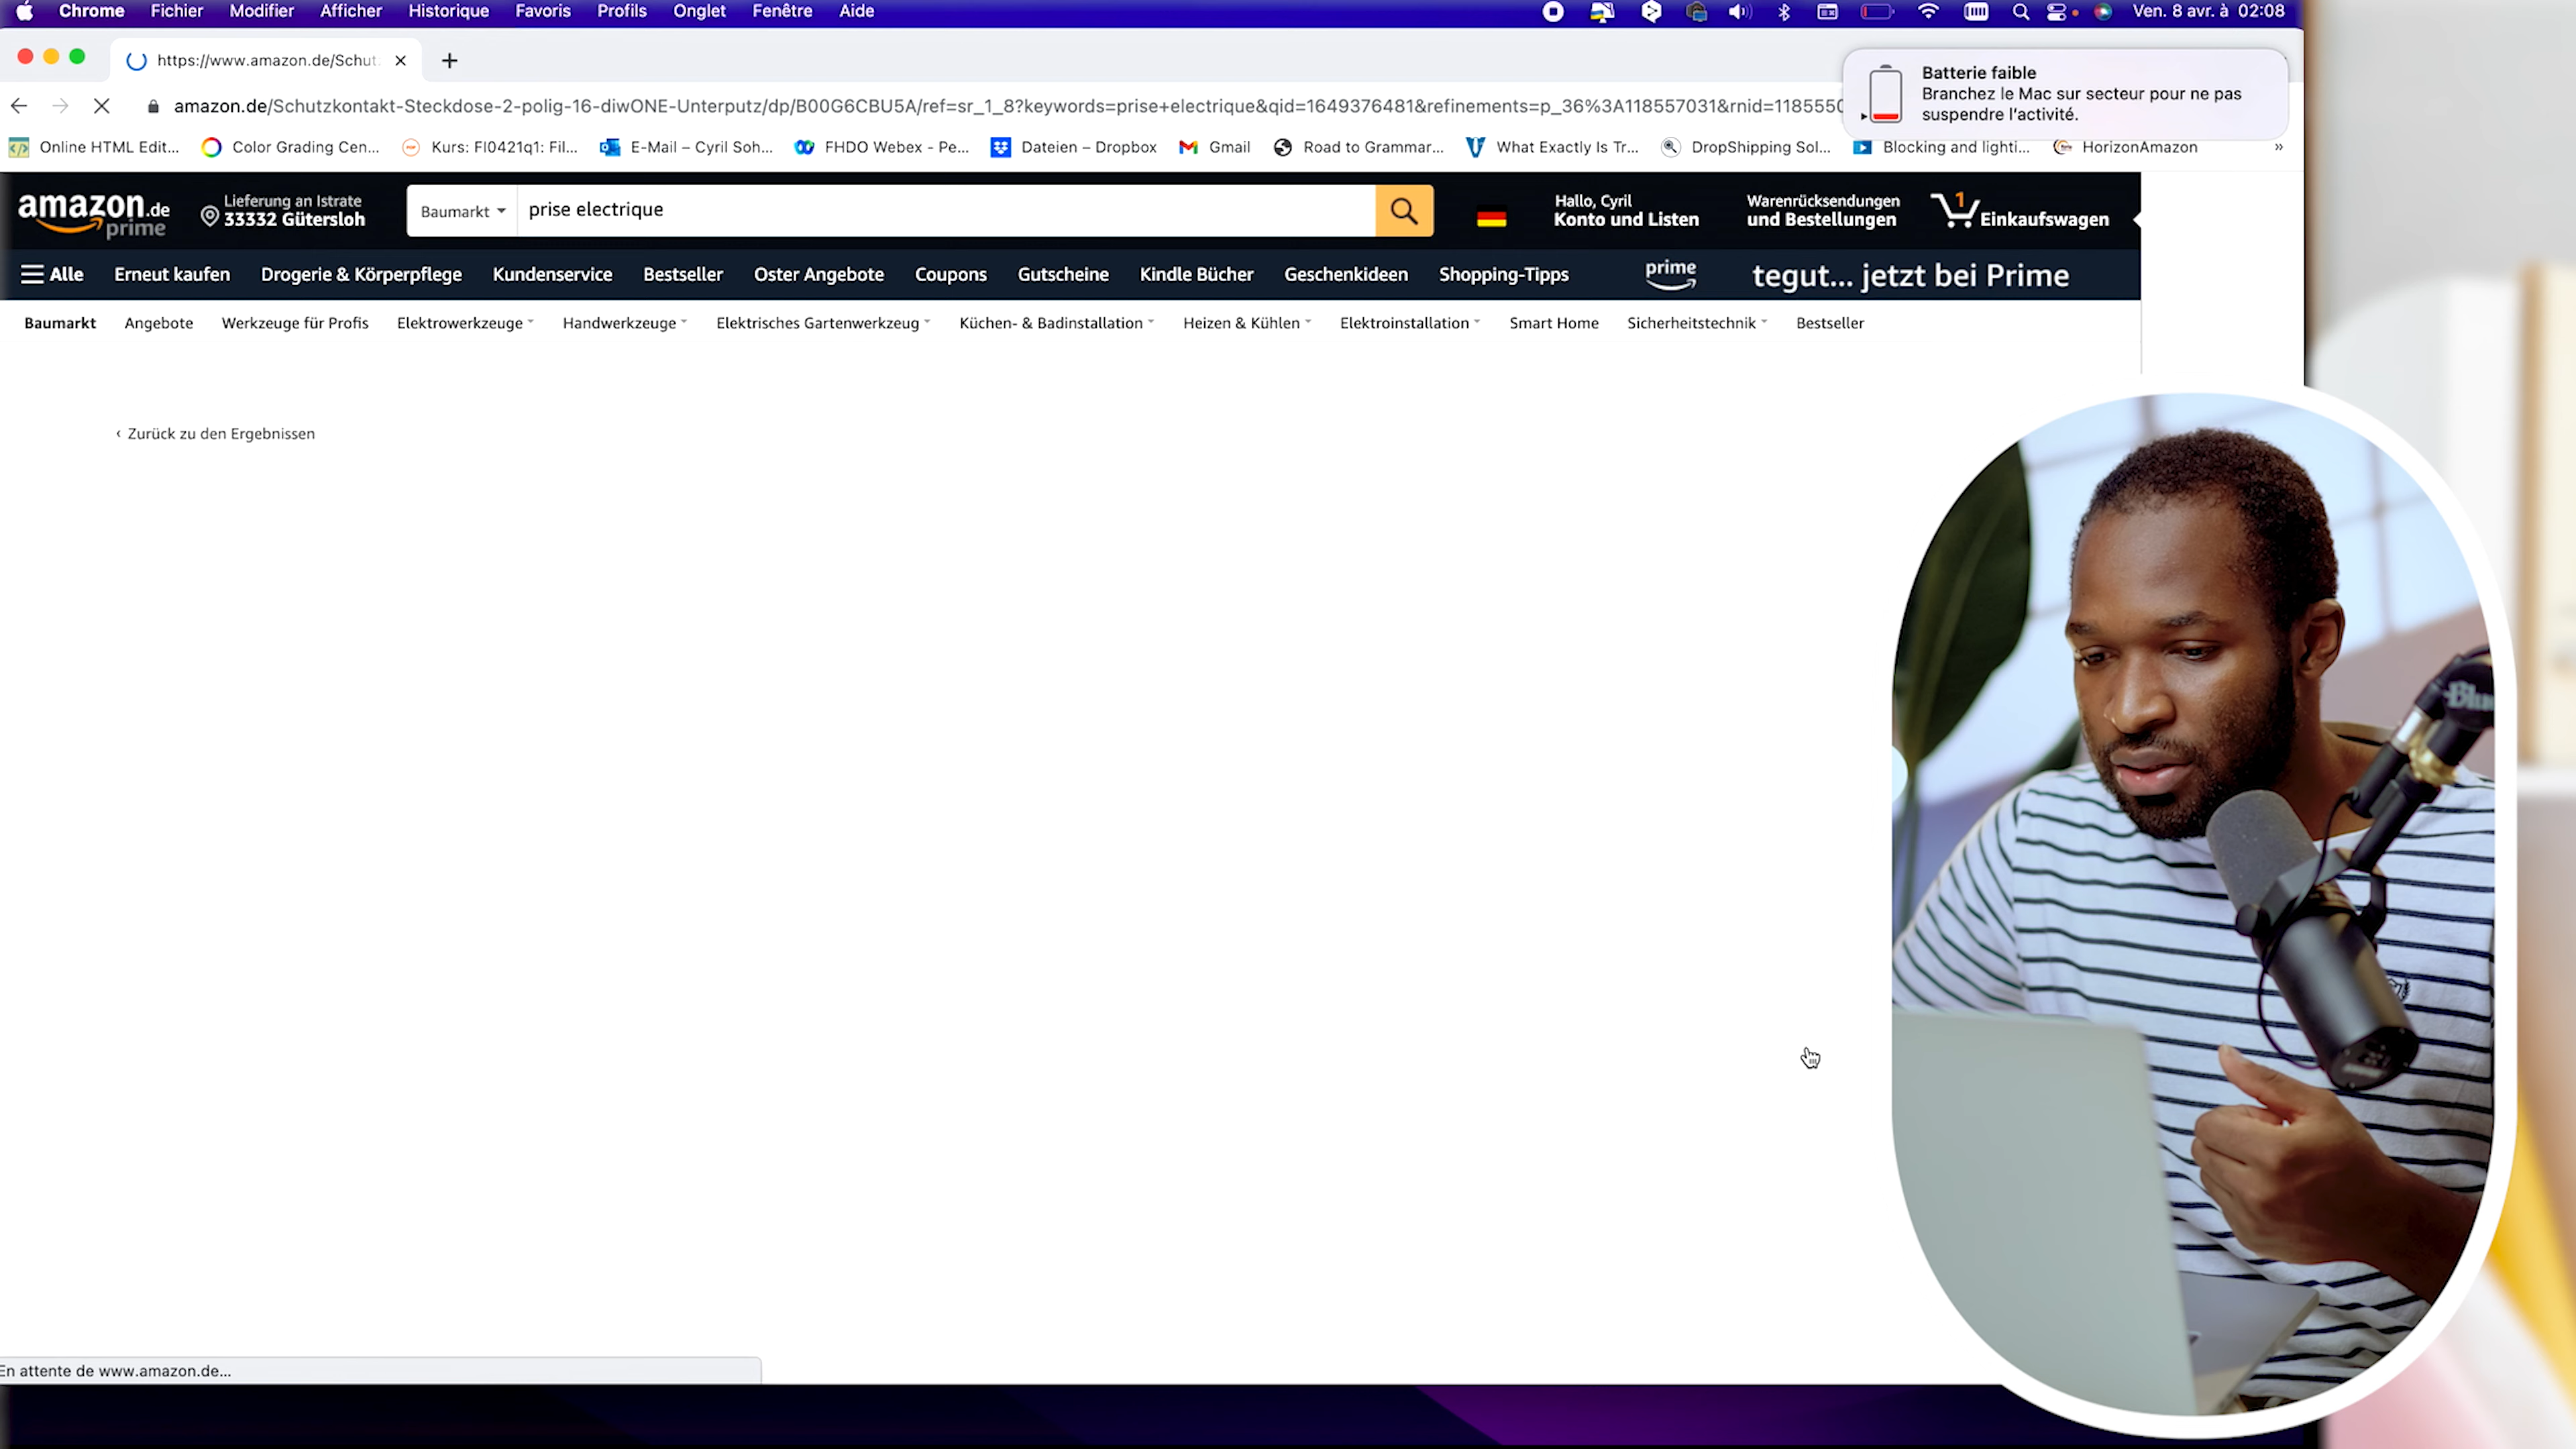 Chrome Fichier Modifier Afficher Historique Favoris Profils Onglet Fenêtre Aide
Ven. 8 avr. à 02:08
https://www.amazon.de/Schut
Batterie faible
Branchez le Mac sur secteur pour ne pas
suspendre l'activité.
amazon.de/Schutzkontakt-Steckdose-2-polig-16-diwONE-Unterputz/dp/B00G6CBU5A/ref=sr_1_8?keywords=prise+electrique&qid=1649376481&refinements=p_36%3A118557031&rnid=1185550
Online HTML Edit... Color Grading Cen... Kurs: FI0421q1: Fil... E-Mail – Cyril Soh... FHDO Webex - Pe... Dateien – Dropbox Gmail Road to Grammar... What Exactly Is Tr... DropShipping Sol... Blocking and lighti... HorizonAmazon »
amazon.de
prime
Lieferung an Istrate
33332 Gütersloh
Baumarkt
prise electrique
Hallo, Cyril
Konto und Listen
Warenrücksendungen
und Bestellungen
1
Einkaufswagen
Alle Erneut kaufen Drogerie & Körperpflege Kundenservice Bestseller Oster Angebote Coupons Gutscheine Kindle Bücher Geschenkideen Shopping-Tipps prime tegut... jetzt bei Prime
Baumarkt Angebote Werkzeuge für Profis Elektrowerkzeuge Handwerkzeuge Elektrisches Gartenwerkzeug Küchen- & Badinstallation Heizen & Kühlen Elektroinstallation Smart Home Sicherheitstechnik Bestseller
‹ Zurück zu den Ergebnissen
Blu
En attente de www.amazon.de...